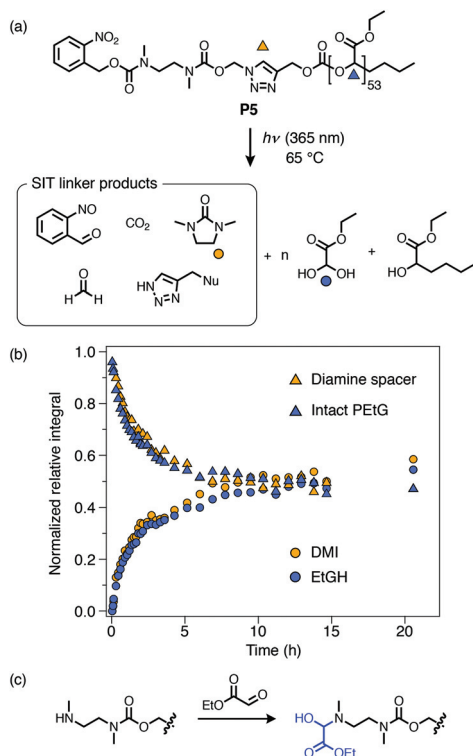 (a)
NO₂
O
O
N
O
N
O
O
N
N=N
O
O
O
O
O
O
53
P5
hν (365 nm)
65 °C
SIT linker products
NO
O
CO₂
O
N
N
O
H
H
HN
N=N
Nu
+ n
O
O
HO
OH
+
O
O
HO
(b)
Normalized relative integral
1.0
0.8
0.6
0.4
0.2
0.0
Diamine spacer
Intact PEtG
DMI
EtGH
0
5
10
15
20
Time (h)
(c)
HN
N
O
O
EtO
O
O
HO
N
N
O
O
O
OEt